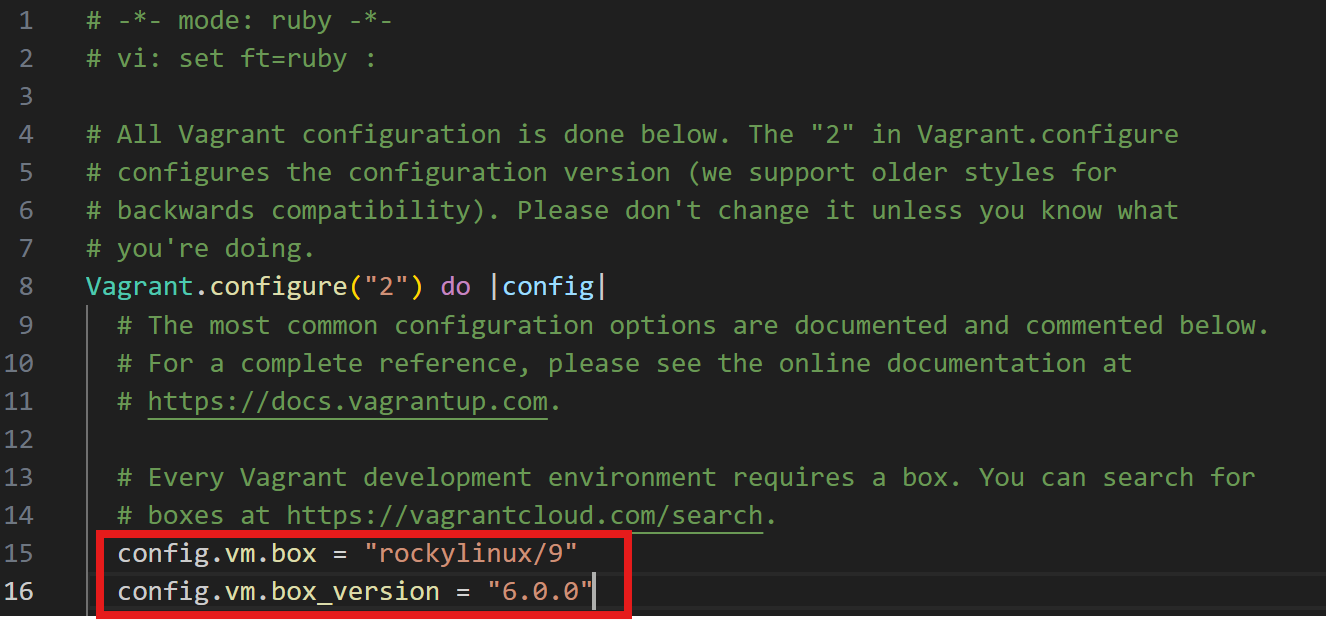 1 # -*- mode: ruby -*-
2 # vi: set ft=ruby :
3
4 # All Vagrant configuration is done below. The "2" in Vagrant.configure
5 # configures the configuration version (we support older styles for
6 # backwards compatibility). Please don't change it unless you know what
7 # you're doing.
8 Vagrant.configure("2") do |config|
9 # The most common configuration options are documented and commented below.
10 # For a complete reference, please see the online documentation at
11 # https://docs.vagrantup.com.
12
13 # Every Vagrant development environment requires a box. You can search for
14 # boxes at https://vagrantcloud.com/search.
15 config.vm.box = "rockylinux/9"
16 config.vm.box_version = "6.0.0"